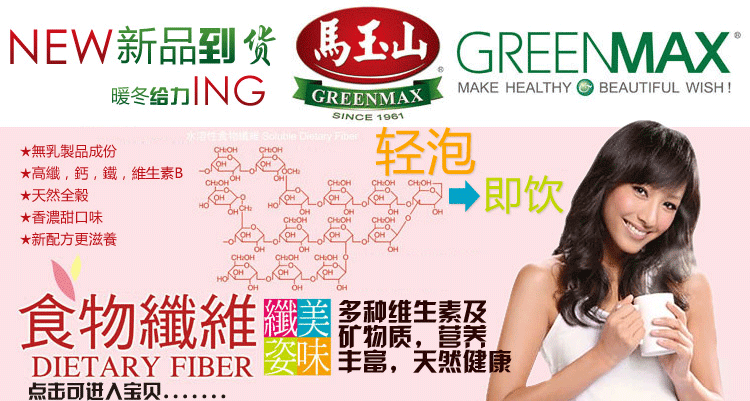 NEW新品到货
暖冬给力ING
馬玉山
®
GREENMAX
SINCE 1961
GREENMAX®
MAKE HEALTHY BEAUTIFUL WISH!
水溶性食物纖維 Soluble Dietary Fiber
★無乳製品成份
★高纖，鈣，鐵，維生素B
★天然全穀
★香濃甜口味
★新配方更滋養
轻泡
即饮
食物纖維
DIETARY FIBER
纖美
姿味
多种维生素及
矿物质，营养
丰富，天然健康
点击可进入宝贝.......